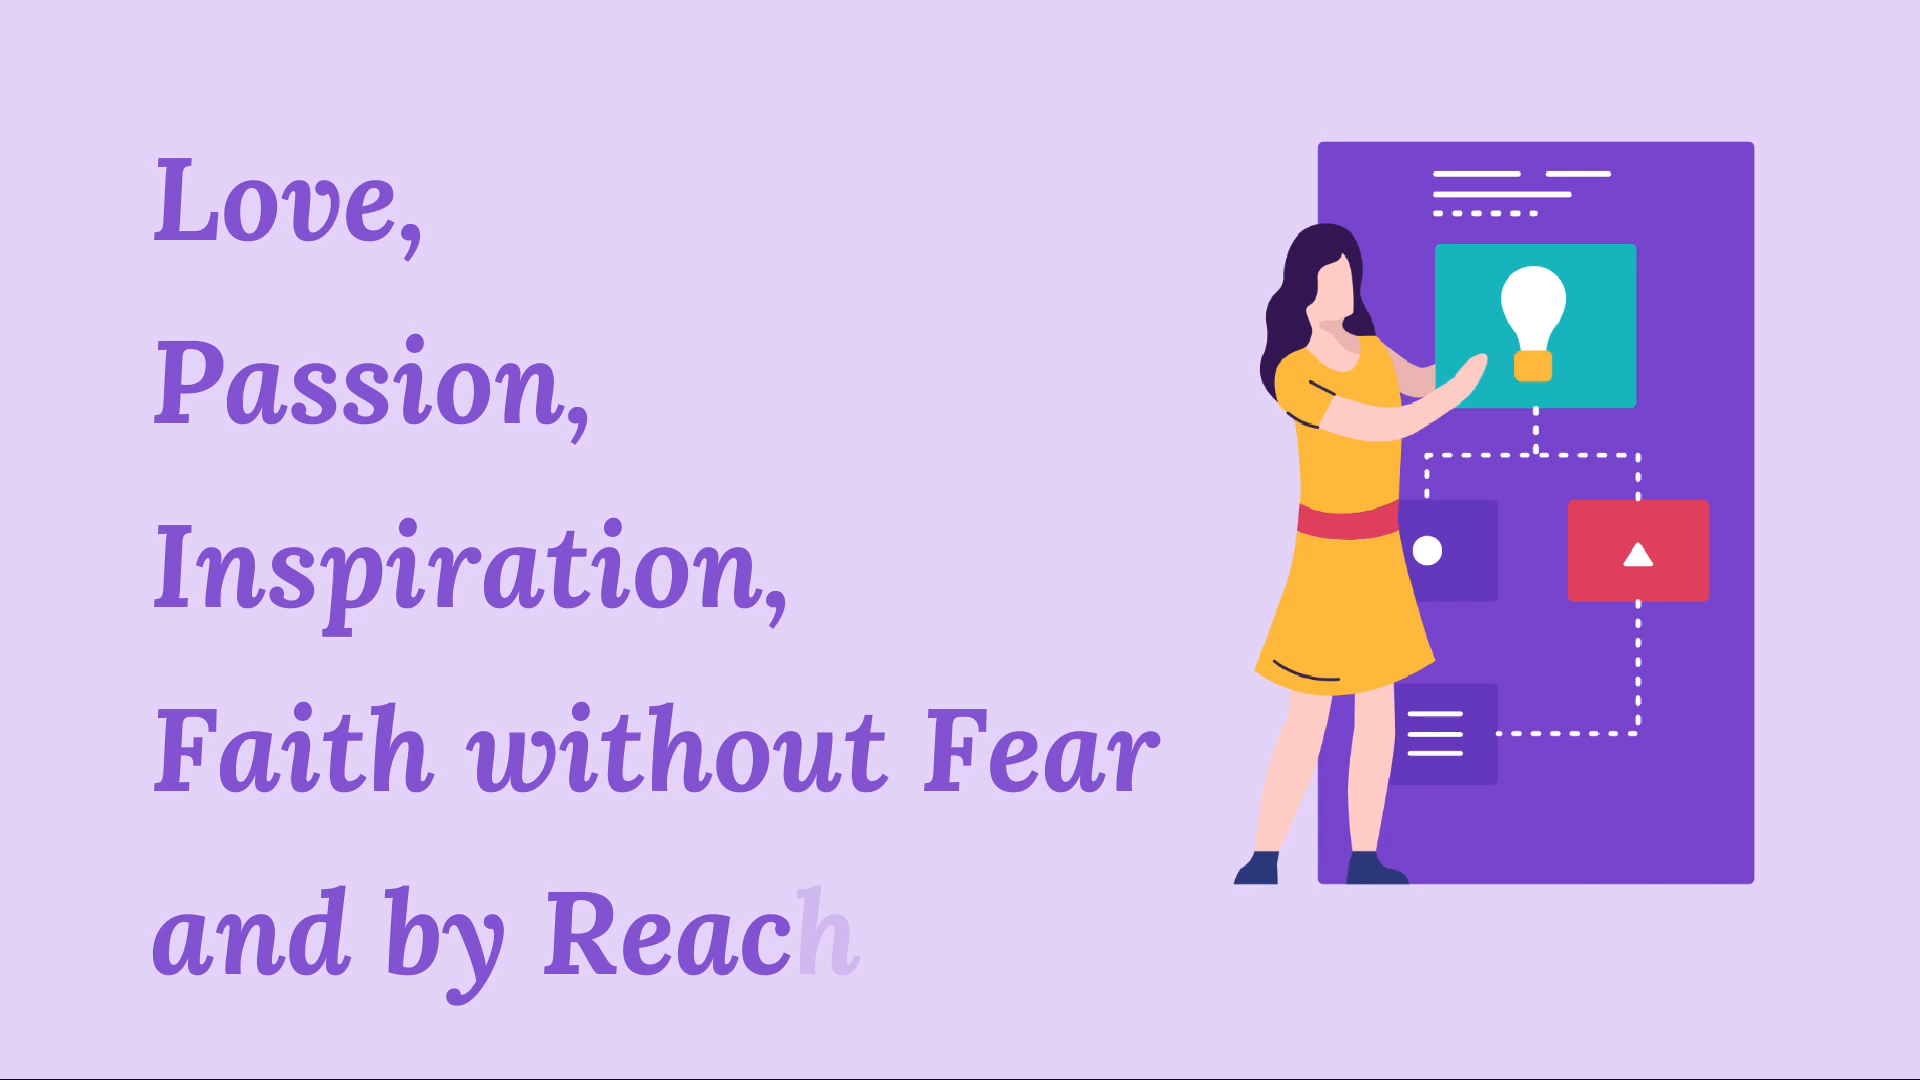 Love,
Passion,
Inspiration,
Faith without Fear
and by Reach